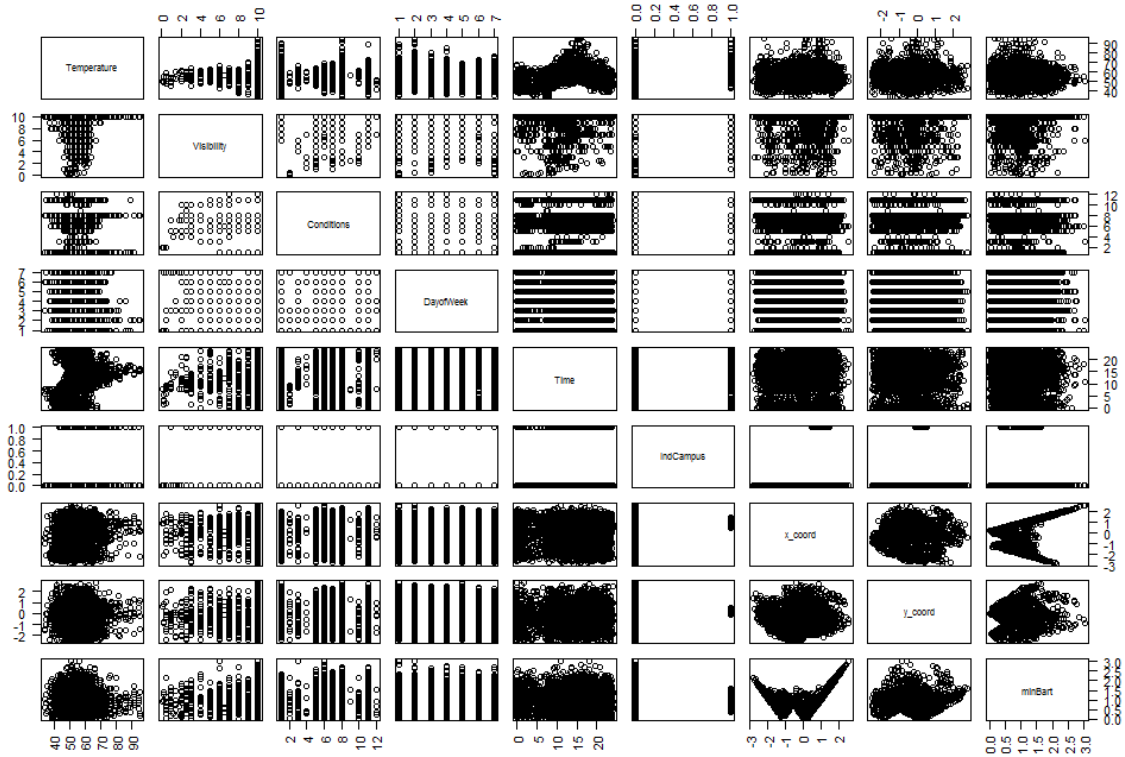 0 2 4 6 8 10 1 2 3 4 5 6 7 0.0 0.2 0.4 0.6 0.8 1.0 -2 -1 0 1 2
Temperature 40 50 60 70 80 90
0 2 4 6 8 10 Visibility
Conditions 2 4 6 8 10 12
1 2 3 4 5 6 7 DayofWeek
Time 0 5 10 15 20
0.0 0.2 0.4 0.6 0.8 1.0 IndCampus
x_coord -3 -2 -1 0 1 2
-2 -1 0 1 2 y_coord
minBart 0.0 0.5 1.0 1.5 2.0 2.5 3.0
40 50 60 70 80 90 2 4 6 8 10 12 0 5 10 15 20 -3 -2 -1 0 1 2 0.0 0.5 1.0 1.5 2.0 2.5 3.0